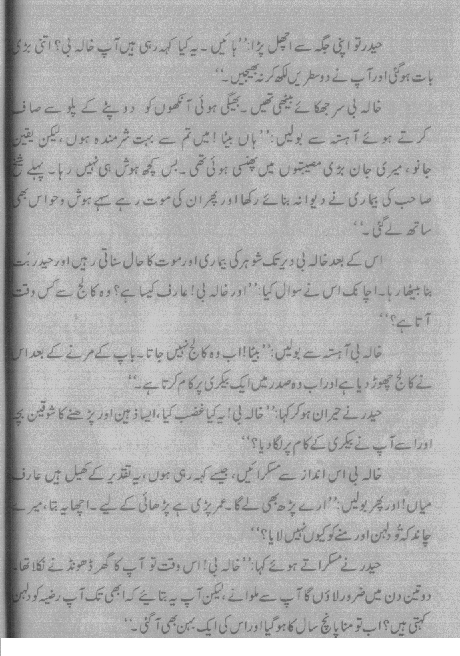 حیدر تو اپنی جگہ سے اچھل پڑا: ’’ہائیں۔ یہ کیا کہہ رہی ہیں آپ خالہ بی؟ اتنی بڑی
بات ہو گئی اور آپ نے دو سطریں لکھ کر نہ بھیجیں۔‘‘
خالہ بی سر جھکائے بیٹھی تھیں۔ بھیگی ہوئی آنکھوں کو دوپٹے کے پلو سے صاف
کرتے ہوئے آہستہ سے بولیں: ’’ہاں بیٹا! میں تم سے بہت شرمندہ ہوں، لیکن یقین
جانو، میری جان بڑی مصیبتوں میں پھنسی ہوئی تھی۔ بس کچھ ہوش ہی نہیں رہا۔ پہلے شیخ
صاحب کی بیماری نے دیوانہ بنائے رکھا اور پھر ان کی موت رہے سہے ہوش و حواس بھی
ساتھ لے گئی۔‘‘
اس کے بعد خالہ بی دیر تک شوہر کی بیماری اور موت کا حال سناتی رہیں اور حیدر بُت
بنا بیٹھا رہا۔ اچانک اس نے سوال کیا: ’’اور خالہ بی! عارف کیسا ہے؟ وہ کالج سے کس وقت
آتا ہے؟‘‘
خالہ بی آہستہ سے بولیں: ’’بیٹا! اب وہ کالج نہیں جاتا۔ باپ کے مرنے کے بعد اس
نے کالج چھوڑ دیا ہے اور اب وہ صدر میں ایک بیکری پر کام کرتا ہے۔‘‘
حیدر نے حیران ہو کر کہا: ’’خالہ بی! یہ کیا غضب کیا، ایسا ذہین اور پڑھنے کا شوقین بچہ
اور اسے آپ نے بیکری کے کام پر لگا دیا؟‘‘
خالہ بی اس انداز سے مسکرائیں، جیسے کہہ رہی ہوں، یہ تقدیر کے کھیل ہیں عارف
میاں! اور پھر بولیں: ’’ارے پڑھ بھی لے گا۔ عمر پڑی ہے پڑھائی کے لیے۔ اچھا یہ بتا، میرے
چاند کہ تُو دلہن اور منے کو کیوں نہیں لایا؟‘‘
حیدر نے مسکراتے ہوئے کہا: ’’خالہ بی! اس وقت تو آپ کا گھر ڈھونڈنے نکلا تھا۔
دو تین دن میں ضرور لاؤں گا آپ سے ملوانے، لیکن آپ یہ بتایئے کہ ابھی تک آپ رضیہ کو دلہن
کہتی ہیں؟ اب تو منا پانچ سال کا ہو گیا اور اس کی ایک بہن بھی آ گئی۔‘‘